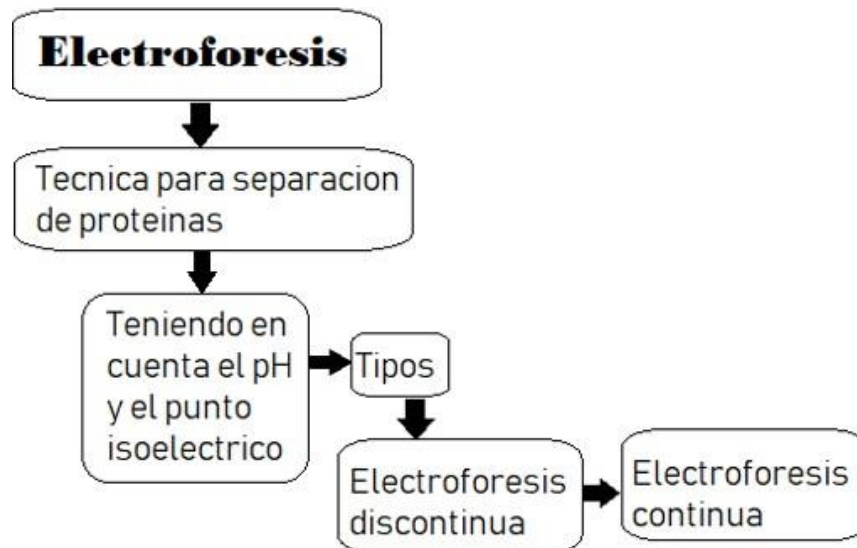 Electroforesis
Tecnica para separacion
de proteinas
Teniendo en
cuenta el pH
y el punto
isoelectrico
Tipos
Electroforesis
discontinua
Electroforesis
continua